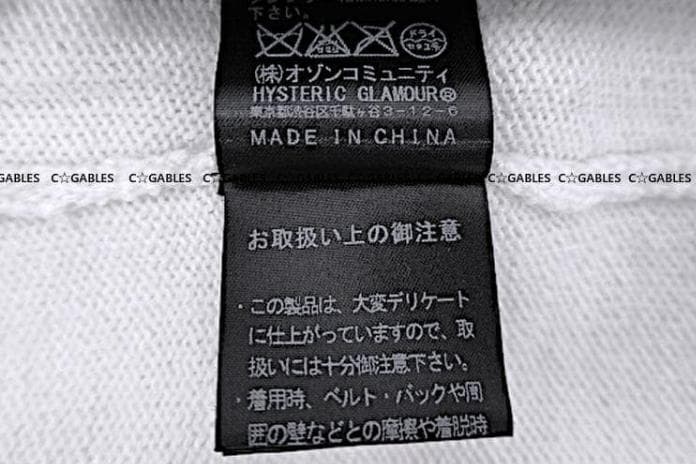 下さい。
ドライ
(株)オゾンコミュニティ
HYSTERIC GLAMOUR®
東京都渋谷区千駄ヶ谷3-12-6
MADE IN CHINA
GABLES C☆GABLES C☆GABLES C☆GABLES C☆GABLES C☆GABLES
お取扱い上の御注意
・この製品は、大変デリケート
に仕上がっていますので、取
扱いには十分御注意下さい。
・着用時、ベルト・バックや周
囲の壁などとの摩擦や着脱時